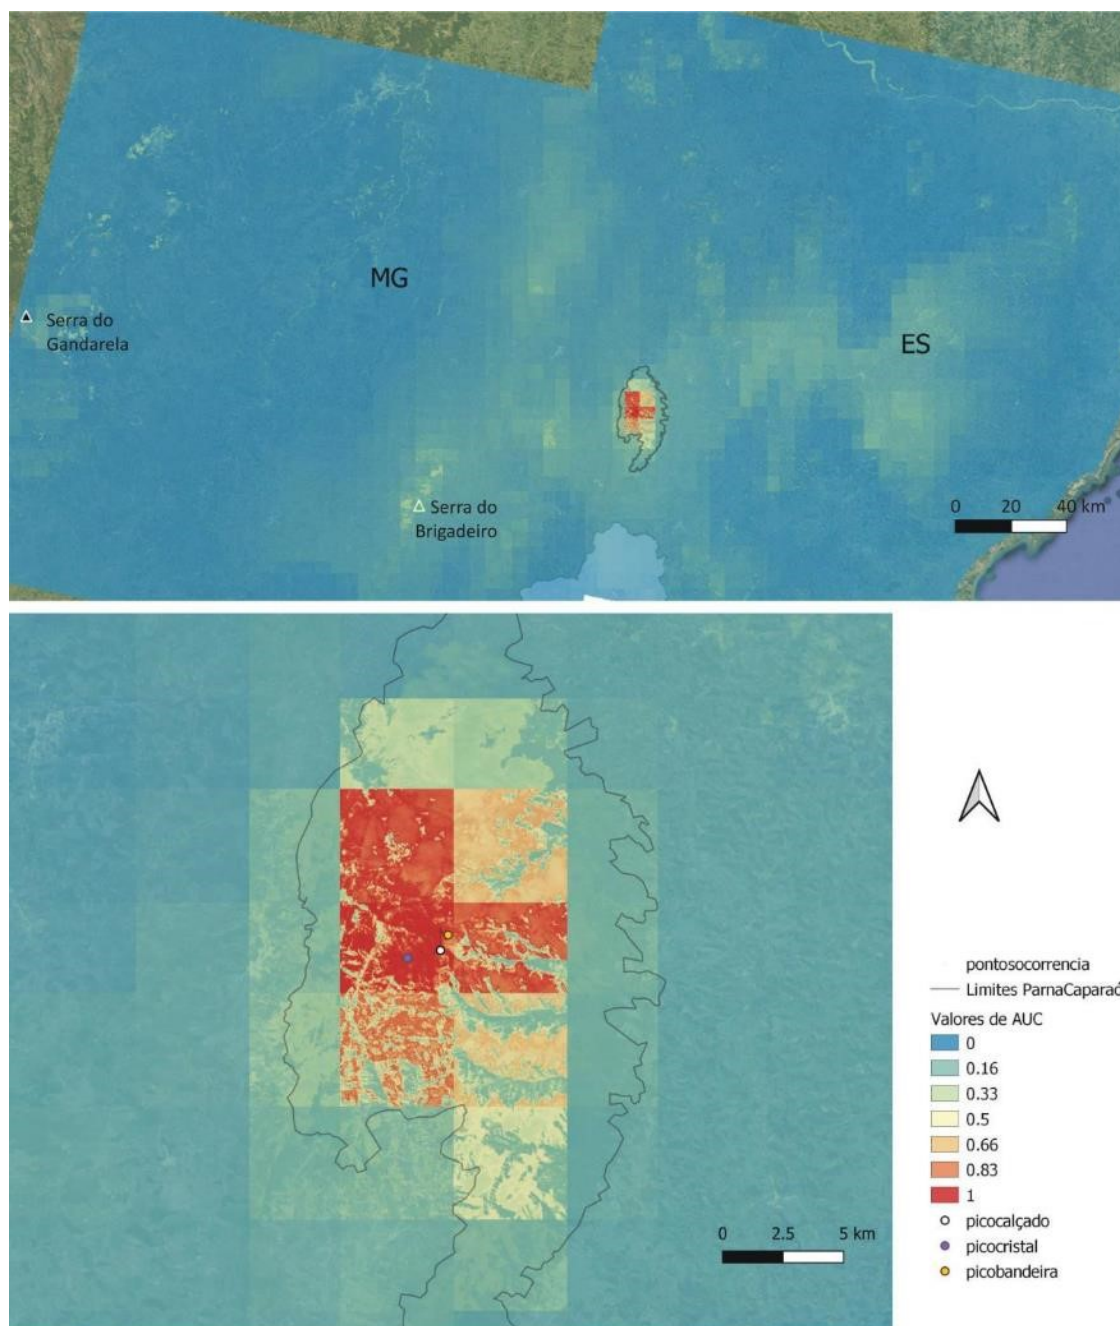 MG
Serra do
Gandarela
ES
Serra do
Brigadeiro
0 20 40 km
pontosocorrencia
Limites ParnaCaparaó
Valores de AUC
0
0.16
0.33
0.5
0.66
0.83
1
0 2.5 5 km
picocalçado
picocristal
picobandeira